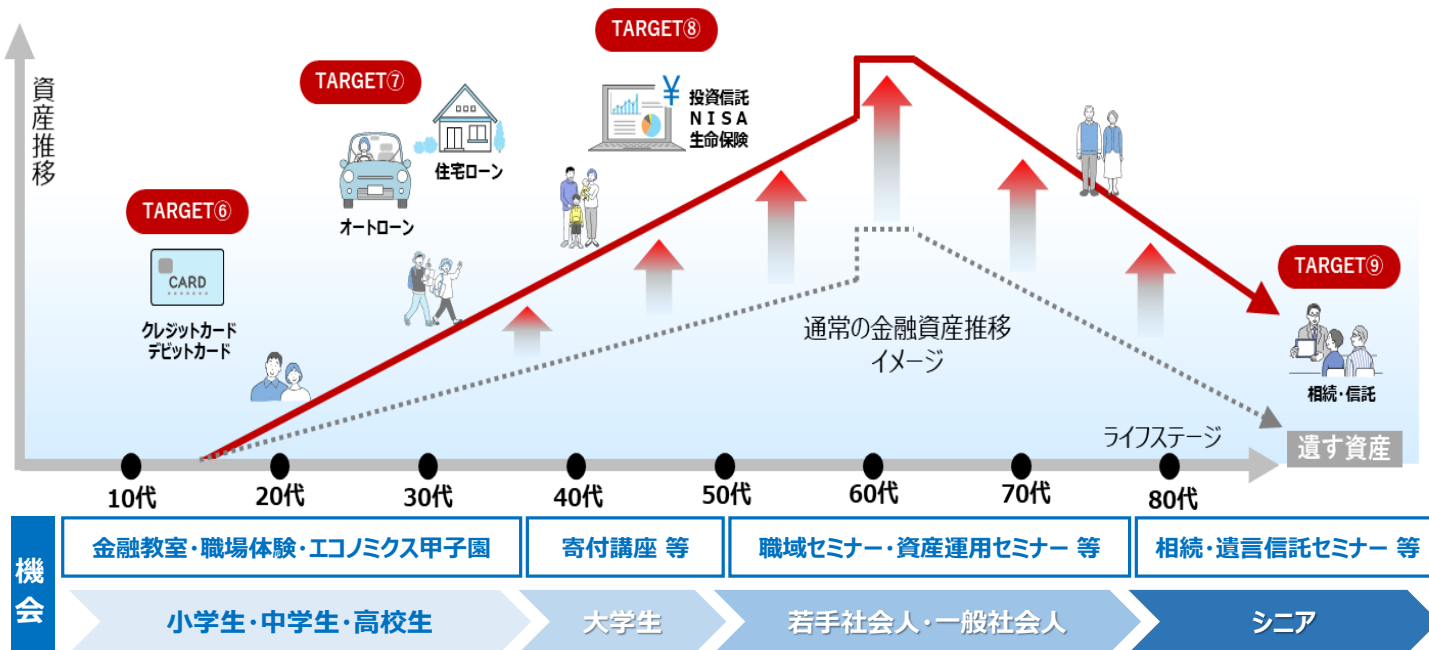 資産推移
TARGET⑥
CARD
クレジットカード
デビットカード
TARGET⑦
オートローン
住宅ローン
TARGET⑧
¥
投資信託
NISA
生命保険
通常の金融資産推移
イメージ
TARGET⑨
相続・信託
ライフステージ
遺す資産
10代
20代
30代
40代
50代
60代
70代
80代
機会
金融教室・職場体験・エコノミクス甲子園
寄付講座 等
職域セミナー・資産運用セミナー 等
相続・遺言信託セミナー 等
小学生・中学生・高校生
大学生
若手社会人・一般社会人
シニア